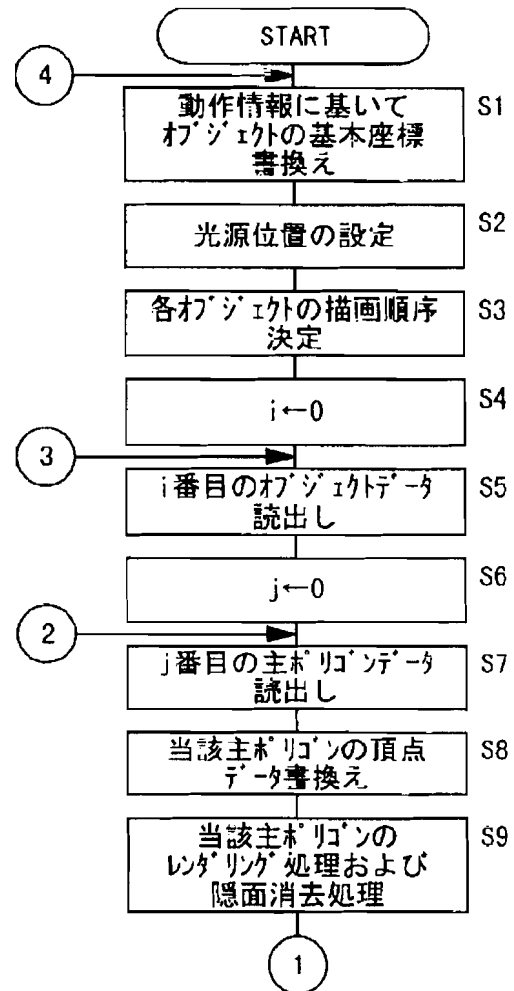 START
4
動作情報に基いて
ｵﾌﾞｼﾞｪｸﾄの基本座標
書換え
S1
光源位置の設定
S2
各ｵﾌﾞｼﾞｪｸﾄの描画順序
決定
S3
i←0
S4
3
i番目のｵﾌﾞｼﾞｪｸﾄデータ
読出し
S5
j←0
S6
2
j番目の主ﾎﾟﾘｺﾞﾝデータ
読出し
S7
当該主ﾎﾟﾘｺﾞﾝの頂点
データ書換え
S8
当該主ﾎﾟﾘｺﾞﾝの
ﾚﾝﾀﾞﾘﾝｸﾞ処理および
隠面消去処理
S9
1